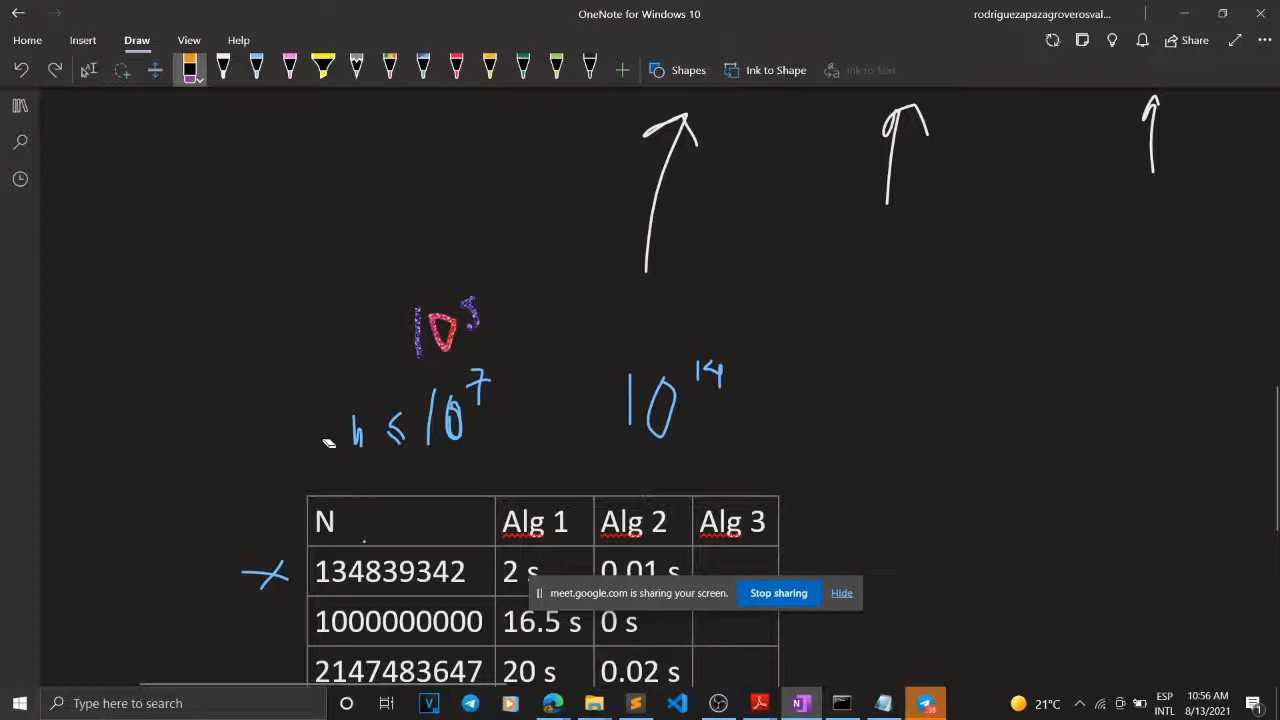 OneNote for Windows 10
rodriguezapazagroverosval...
Home Insert Draw View Help
Share
Shapes Ink to Shape Ink to Text
10^5
n ≤ 10^7 10^14
N Alg 1 Alg 2 Alg 3
134839342 2 s 0.01 s
meet.google.com is sharing your screen. Stop sharing Hide
1000000000 16.5 s 0 s
2147483647 20 s 0.02 s
Type here to search
21°C
ESP
INTL
10:56 AM
8/13/2021